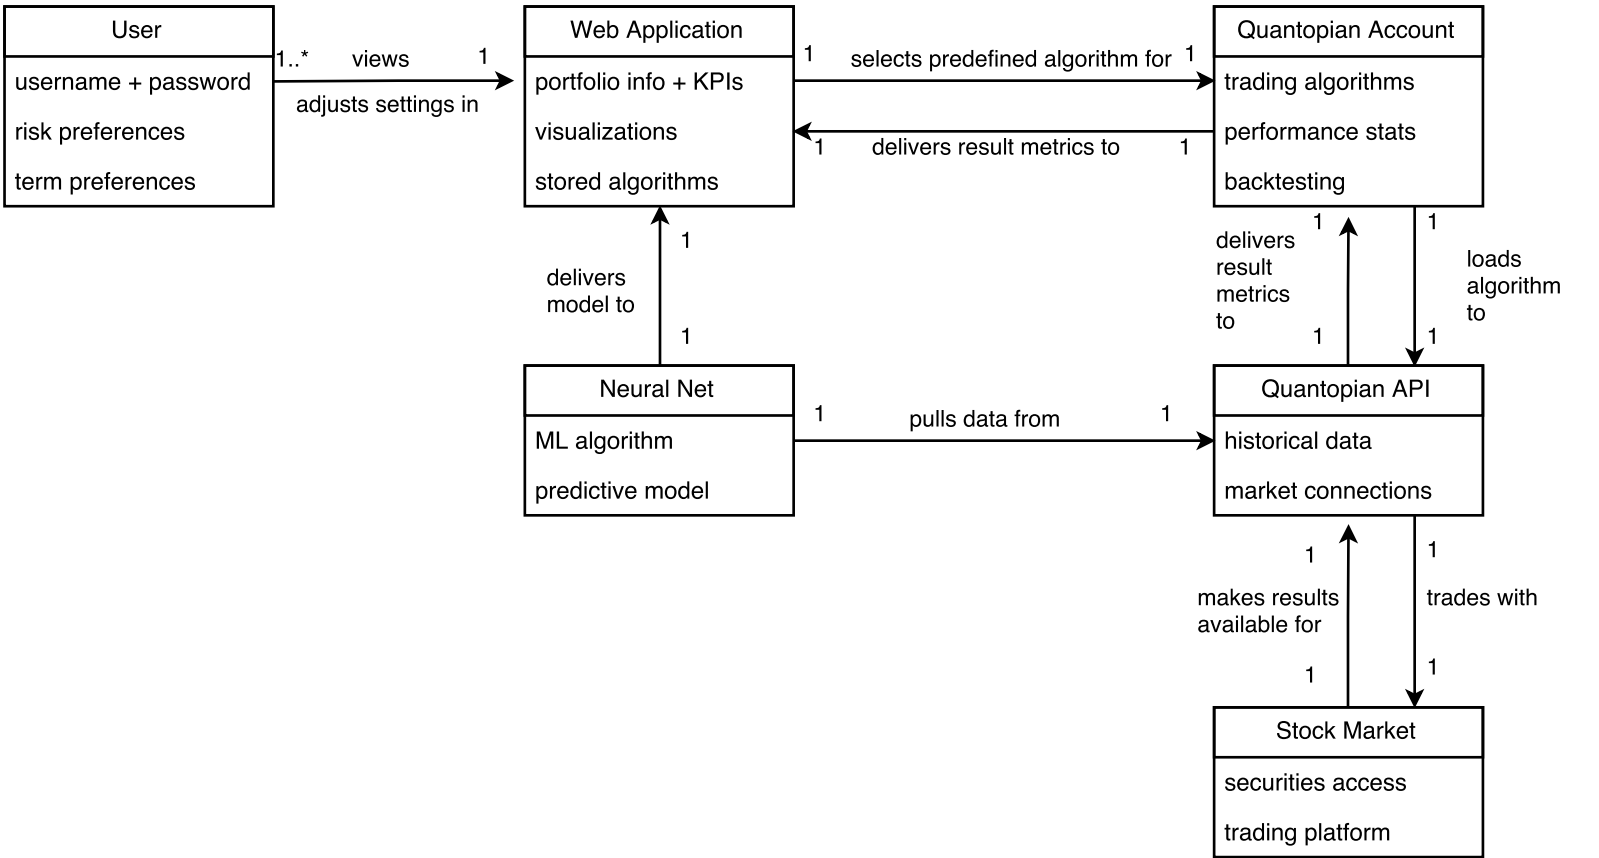 User
username + password
risk preferences
term preferences
1..*
views
1
adjusts settings in
Web Application
portfolio info + KPIs
visualizations
stored algorithms
1
selects predefined algorithm for
1
1
delivers result metrics to
1
Quantopian Account
trading algorithms
performance stats
backtesting
1
delivers
model to
1
1
delivers
result
metrics
to
1
1
loads
algorithm
to
1
Neural Net
ML algorithm
predictive model
1
pulls data from
1
Quantopian API
historical data
market connections
1
makes results
available for
1
1
trades with
1
Stock Market
securities access
trading platform